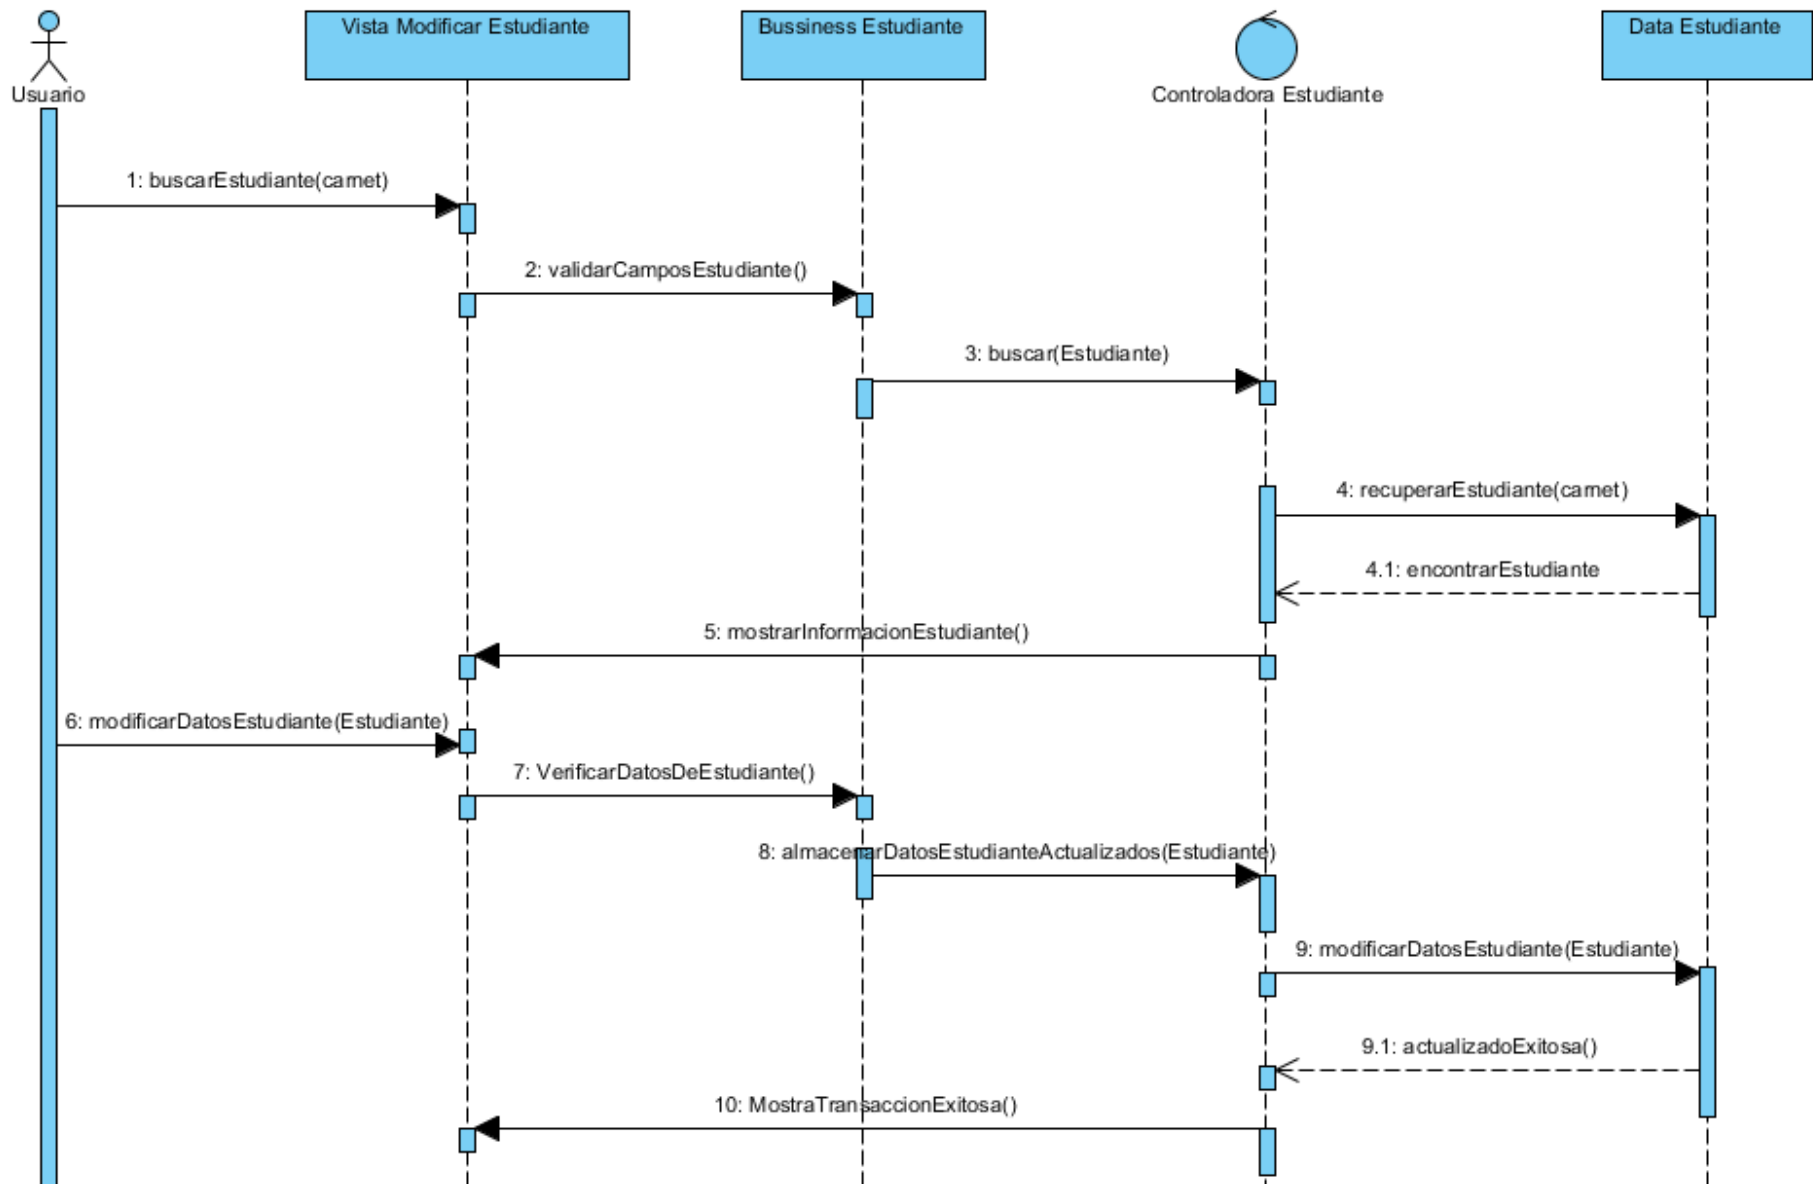 Vista Modificar Estudiante
Bussiness Estudiante
Data Estudiante
Usuario
Controladora Estudiante
1: buscarEstudiante(carnet)
2: validarCamposEstudiante()
3: buscar(Estudiante)
4: recuperarEstudiante(carnet)
4.1: encontrarEstudiante
5: mostrarInformacionEstudiante()
6: modificarDatosEstudiante(Estudiante)
7: VerificarDatosDeEstudiante()
8: almacenarDatosEstudianteActualizados(Estudiante)
9: modificarDatosEstudiante(Estudiante)
9.1: actualizadoExitosa()
10: MostraTransaccionExitosa()